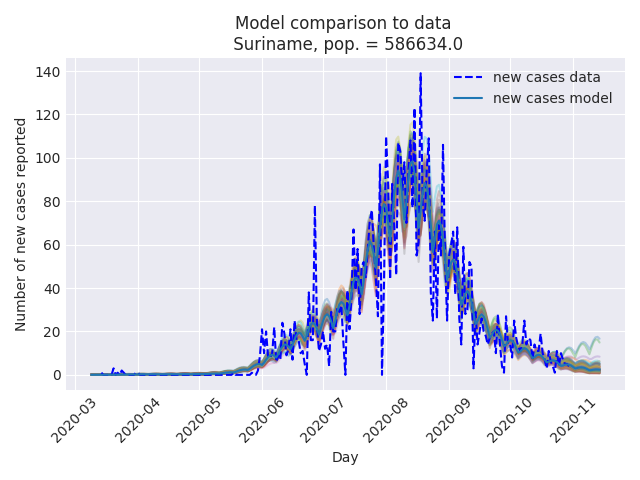 Model comparison to data
Suriname, pop. = 586634.0
new cases data
new cases model
Number of new cases reported
140
120
100
80
60
40
20
0
2020-03
2020-04
2020-05
2020-06
2020-07
2020-08
2020-09
2020-10
2020-11
Day